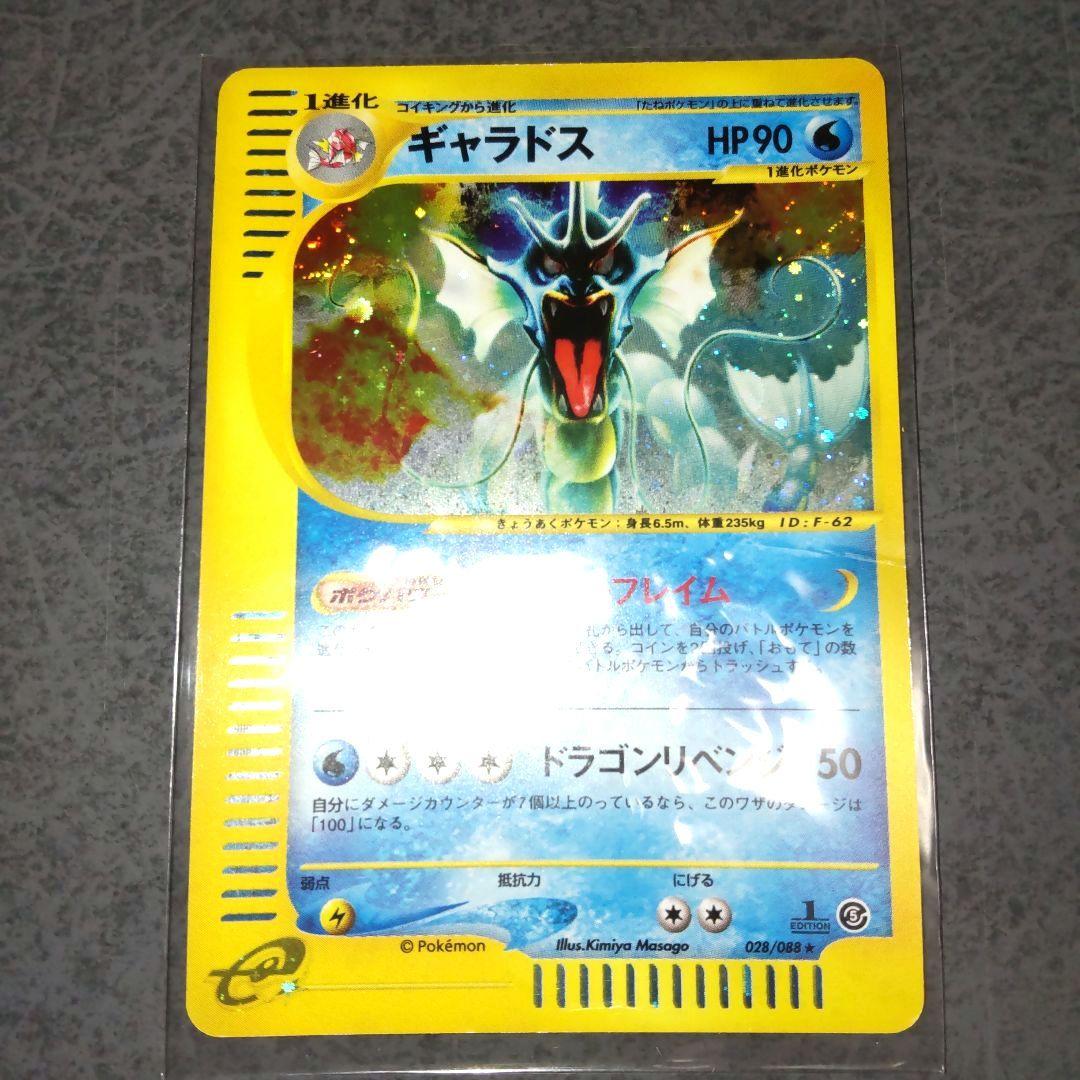 1進化
コイキングから進化
「たねポケモン」の上に重ねて進化させます。
ギャラドス HP90
1進化ポケモン
きょうあくポケモン：身長6.5m、体重235kg ID:F-62
フレイム
札から出して、自分のバトルポケモンを
きる。コインを2回投げ、「おもて」の数
トルポケモンからトラッシュす
ドラゴンリベンジ 50
自分にダメージカウンターが7個以上のっているなら、このワザのダメージは
「100」になる。
弱点 抵抗力 にげる
1 EDITION 5
© Pokémon Illus.Kimiya Masago 028/088★
e